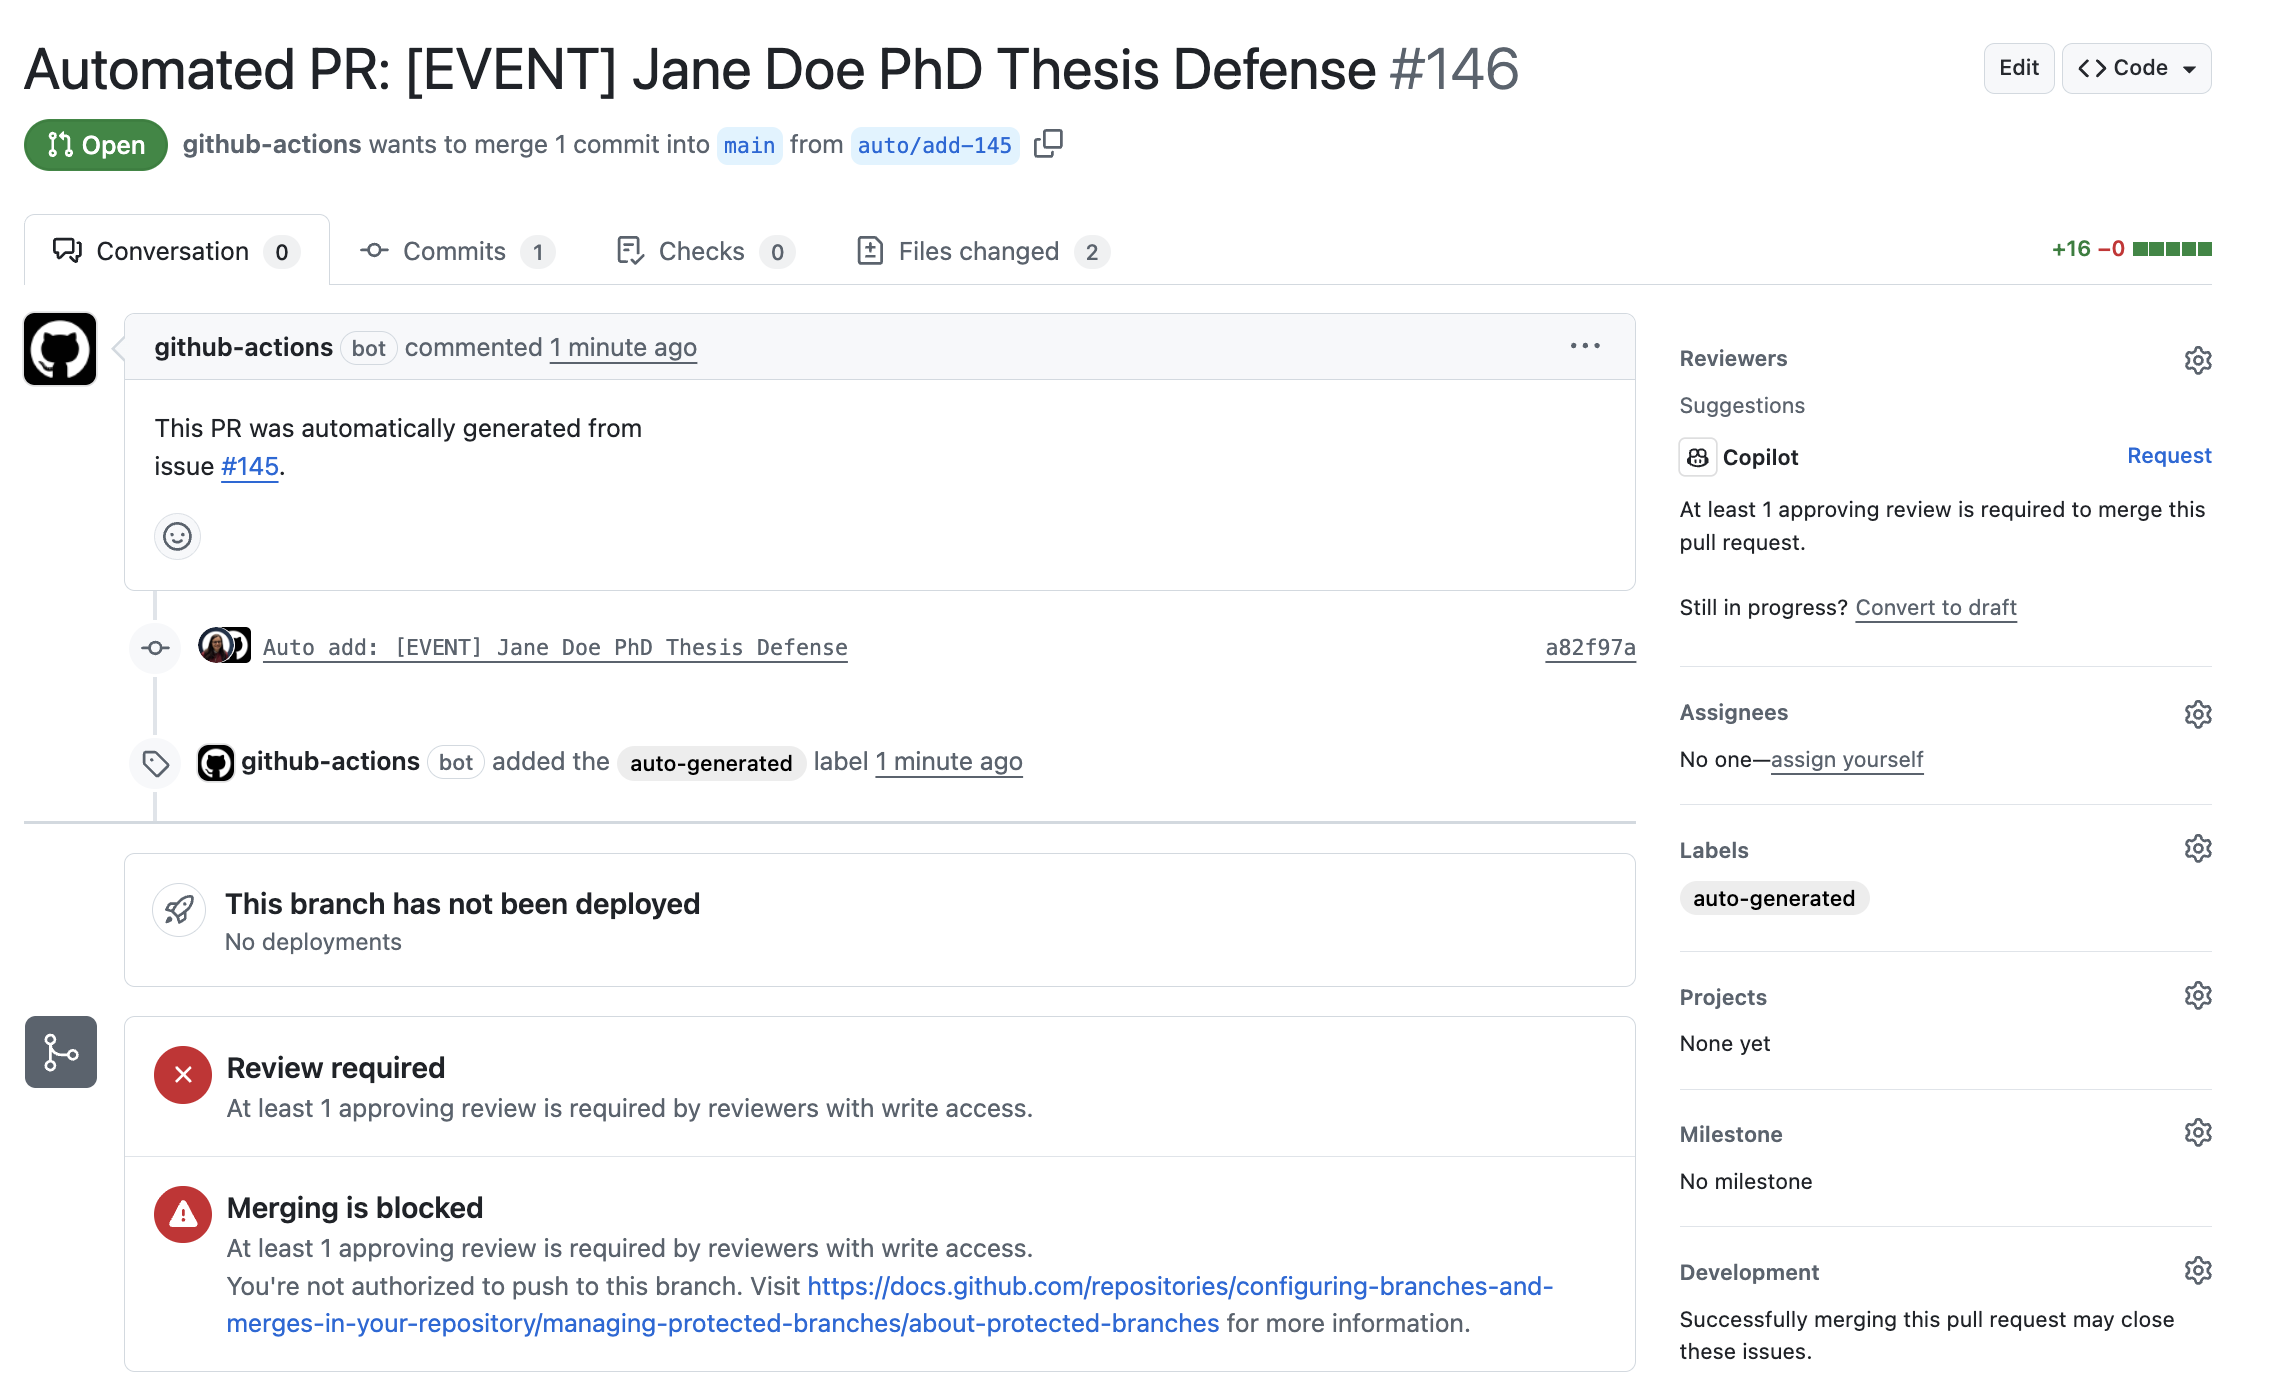 Automated PR: [EVENT] Jane Doe PhD Thesis Defense #146
Edit
Code
Open
github-actions wants to merge 1 commit into main from auto/add-145
Conversation 0
Commits 1
Checks 0
Files changed 2
+16 −0
github-actions bot commented 1 minute ago
This PR was automatically generated from
issue #145.
Auto add: [EVENT] Jane Doe PhD Thesis Defense
a82f97a
github-actions bot added the auto-generated label 1 minute ago
This branch has not been deployed
No deployments
Review required
At least 1 approving review is required by reviewers with write access.
Merging is blocked
At least 1 approving review is required by reviewers with write access.
You're not authorized to push to this branch. Visit https://docs.github.com/repositories/configuring-branches-and-
merges-in-your-repository/managing-protected-branches/about-protected-branches for more information.
Reviewers
Suggestions
Copilot
Request
At least 1 approving review is required to merge this
pull request.
Still in progress? Convert to draft
Assignees
No one—assign yourself
Labels
auto-generated
Projects
None yet
Milestone
No milestone
Development
Successfully merging this pull request may close
these issues.